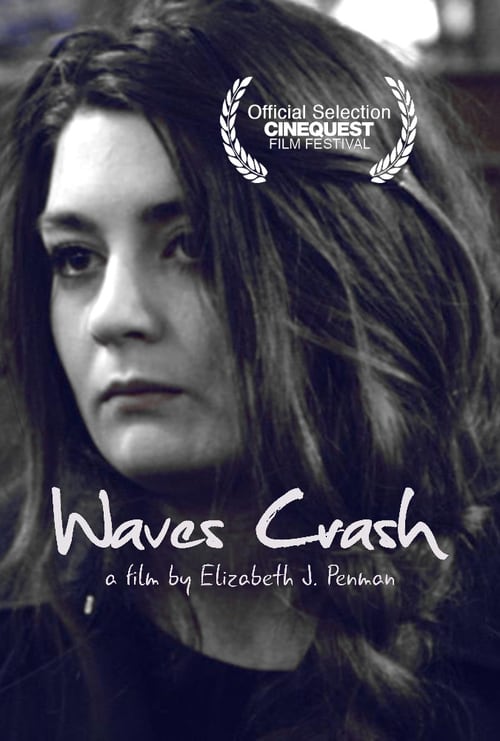 Official Selection
CINEQUEST
FILM FESTIVAL
Waves Crash
a film by Elizabeth J. Penman